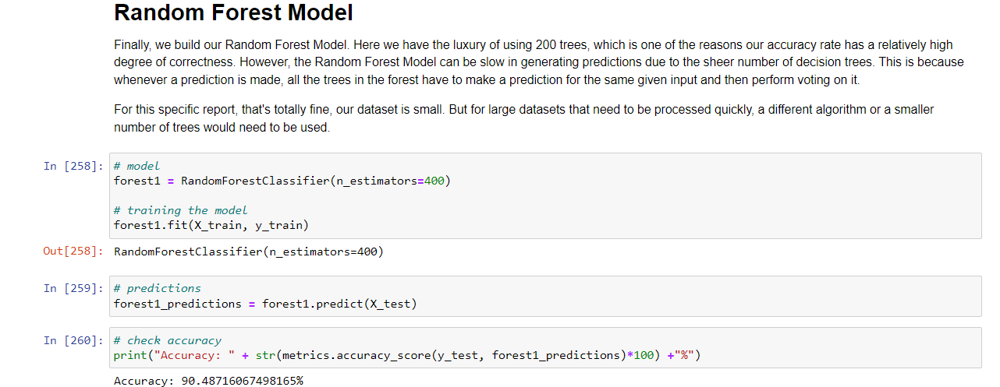 Random Forest Model
Finally, we build our Random Forest Model. Here we have the luxury of using 200 trees, which is one of the reasons our accuracy rate has a relatively high
degree of correctness. However, the Random Forest Model can be slow in generating predictions due to the sheer number of decision trees. This is because
whenever a prediction is made, all the trees in the forest have to make a prediction for the same given input and then perform voting on it.
For this specific report, that's totally fine, our dataset is small. But for large datasets that need to be processed quickly, a different algorithm or a smaller
number of trees would need to be used.
In [258]: # model
forest1 = RandomForestClassifier(n_estimators=400)
# training the model
forest1.fit(X_train, y_train)
Out[258]: RandomForestClassifier(n_estimators=400)
In [259]: # predictions
forest1_predictions = forest1.predict(X_test)
In [260]: # check accuracy
print("Accuracy: " + str(metrics.accuracy_score(y_test, forest1_predictions)*100) +"%")
Accuracy: 90.48716067498165%